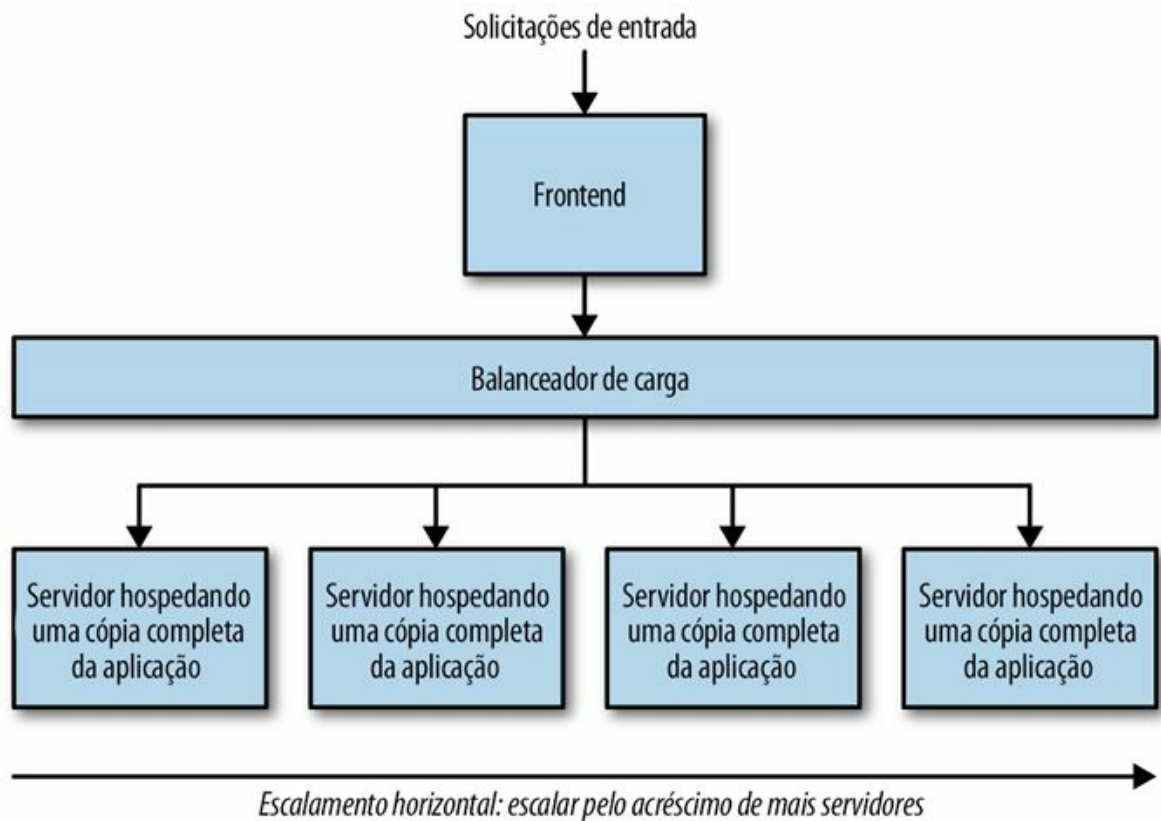 Solicitações de entrada
Frontend
Balanceador de carga
Servidor hospedando
uma cópia completa
da aplicação
Servidor hospedando
uma cópia completa
da aplicação
Servidor hospedando
uma cópia completa
da aplicação
Servidor hospedando
uma cópia completa
da aplicação
Escalamento horizontal: escalar pelo acréscimo de mais servidores